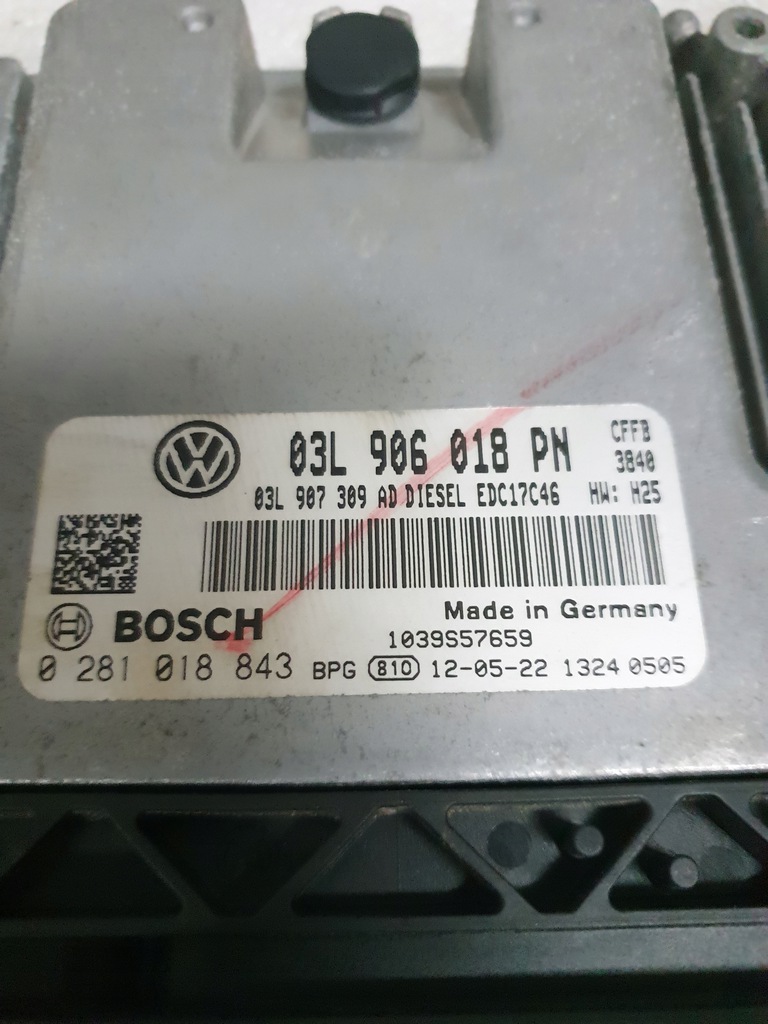 03L 906 018 PN CFFB
3840
03L 907 309 AD DIESEL EDC17C46 HW: H25
BOSCH
Made in Germany
1039S57659
0 281 018 843 BPG 810 12-05-22 1324 0505